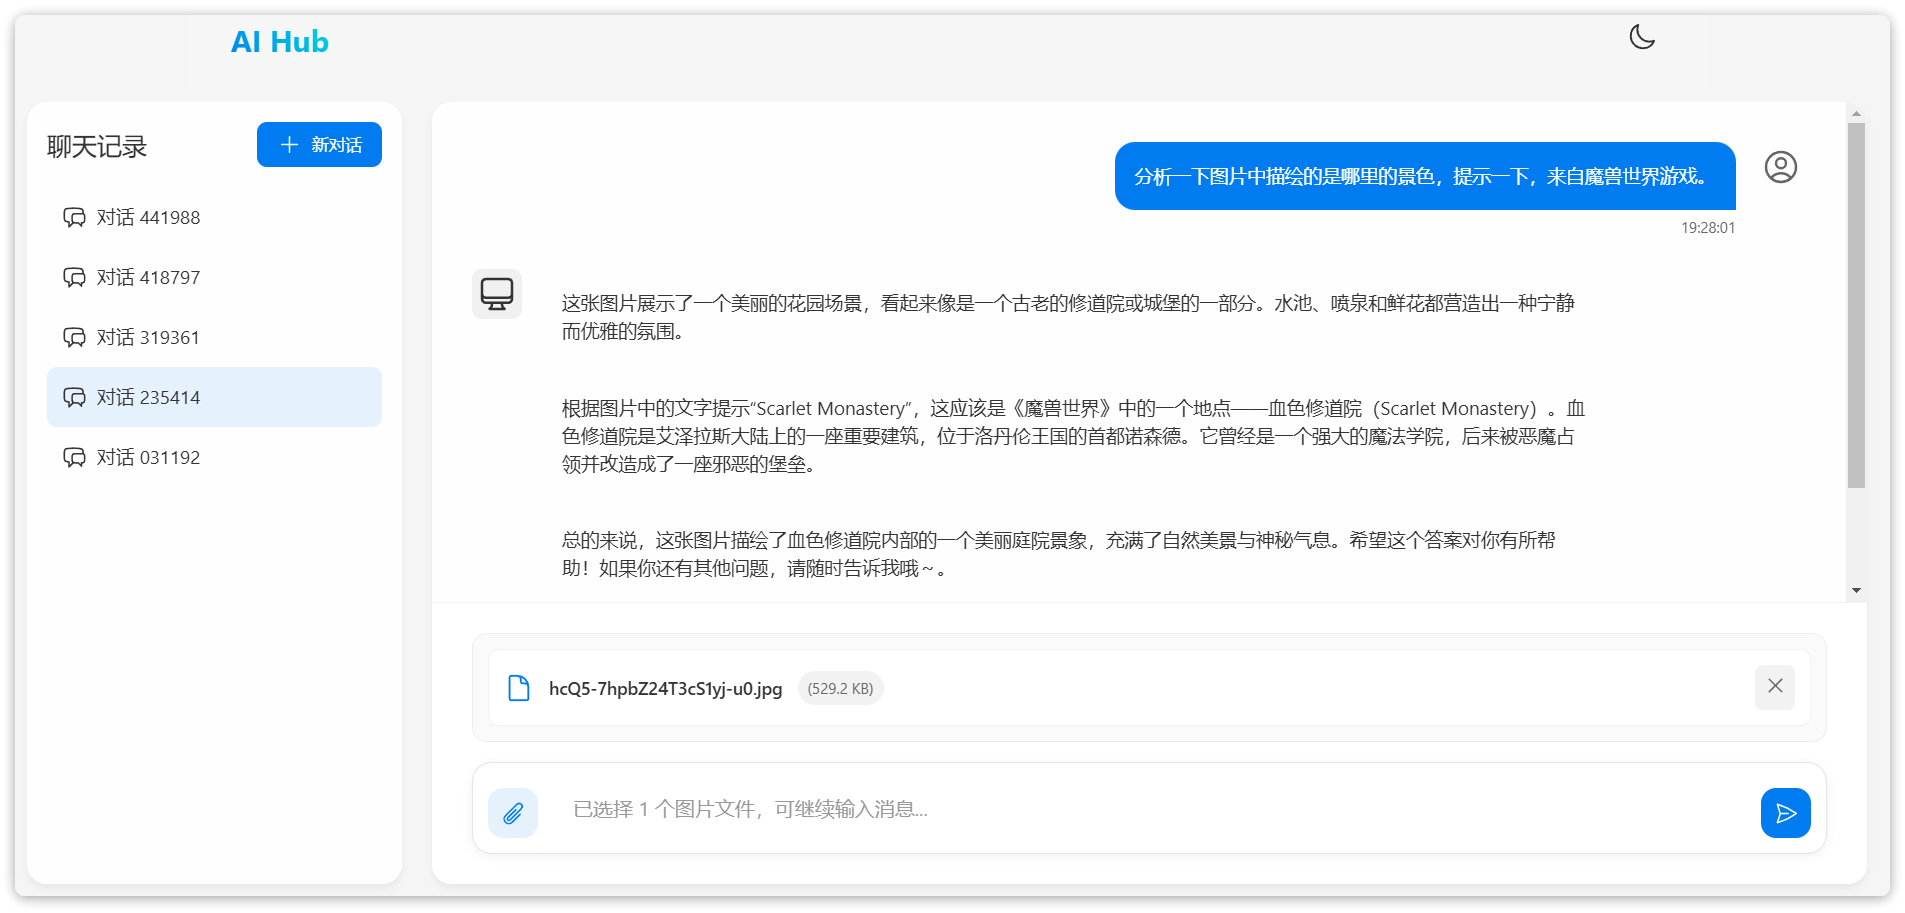 AI Hub
聊天记录
新对话
对话 441988
对话 418797
对话 319361
对话 235414
对话 031192
分析一下图片中描绘的是哪里的景色，提示一下，来自魔兽世界游戏。
19:28:01
这张图片展示了一个美丽的花园场景，看起来像是一个古老的修道院或城堡的一部分。水池、喷泉和鲜花都营造出一种宁静
而优雅的氛围。
根据图片中的文字提示“Scarlet Monastery”，这应该是《魔兽世界》中的一个地点——血色修道院（Scarlet Monastery）。血
色修道院是艾泽拉斯大陆上的一座重要建筑，位于洛丹伦王国的首都诺森德。它曾经是一个强大的魔法学院，后来被恶魔占
领并改造成了一座邪恶的堡垒。
总的来说，这张图片描绘了血色修道院内部的一个美丽庭院景象，充满了自然美景与神秘气息。希望这个答案对你有所帮
助！如果你还有其他问题，请随时告诉我哦～。
hcQ5-7hpbZ24T3cS1yj-u0.jpg (529.2 KB)
已选择 1 个图片文件，可继续输入消息...